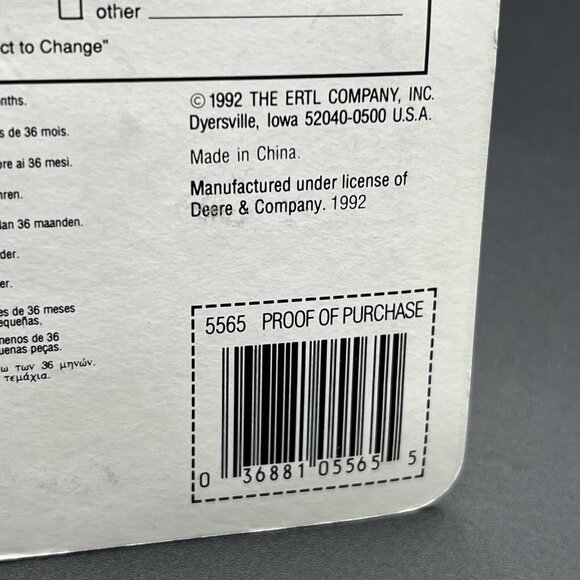 other
ct to Change"
nths.
s de 36 mois.
re ai 36 mesi.
hren.
dan 36 maanden.
der.
er.
es de 36 meses
equeñas,
menos de 36
uenas peças.
ω των 36 μηνών.
τεμάχια.
© 1992 THE ERTL COMPANY, INC.
Dyersville, Iowa 52040-0500 U.S.A.
Made in China.
Manufactured under license of
Deere & Company. 1992
5565 PROOF OF PURCHASE
0 36881 05565 5